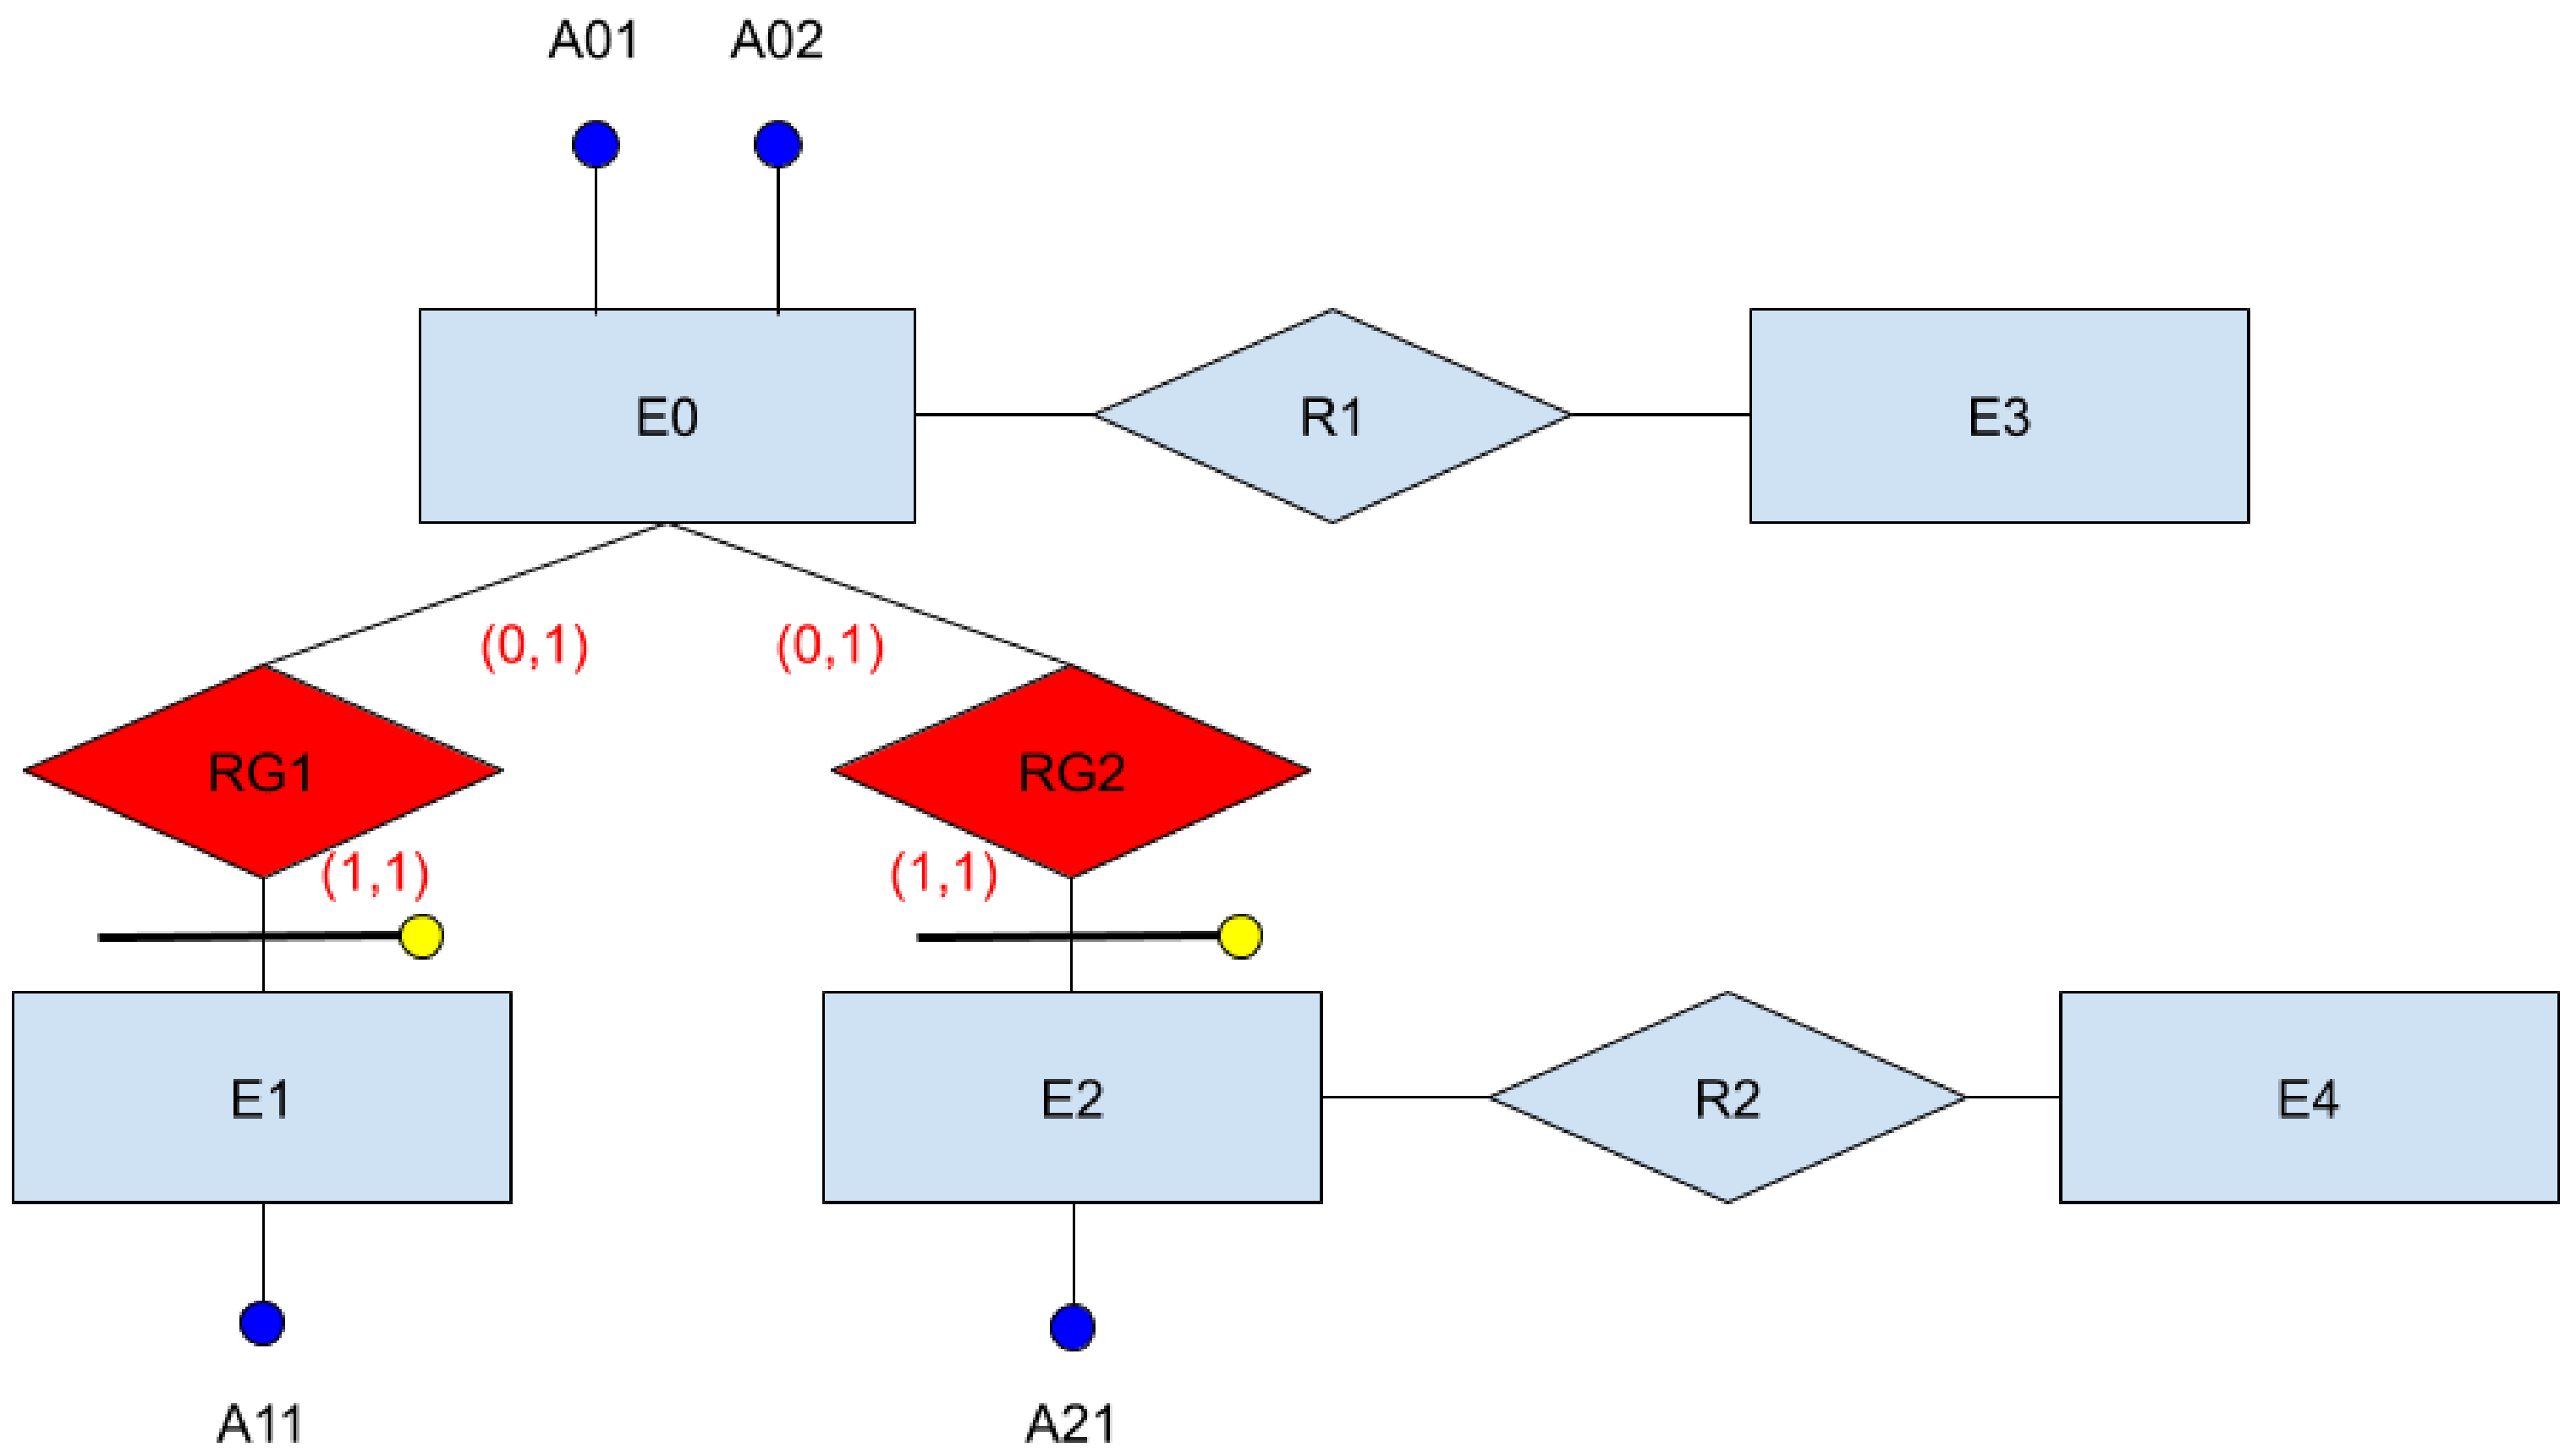 A01 A02
E0 R1 E3
(0,1) (0,1)
RG1 RG2
(1,1) (1,1)
E1 E2 R2 E4
A11 A21